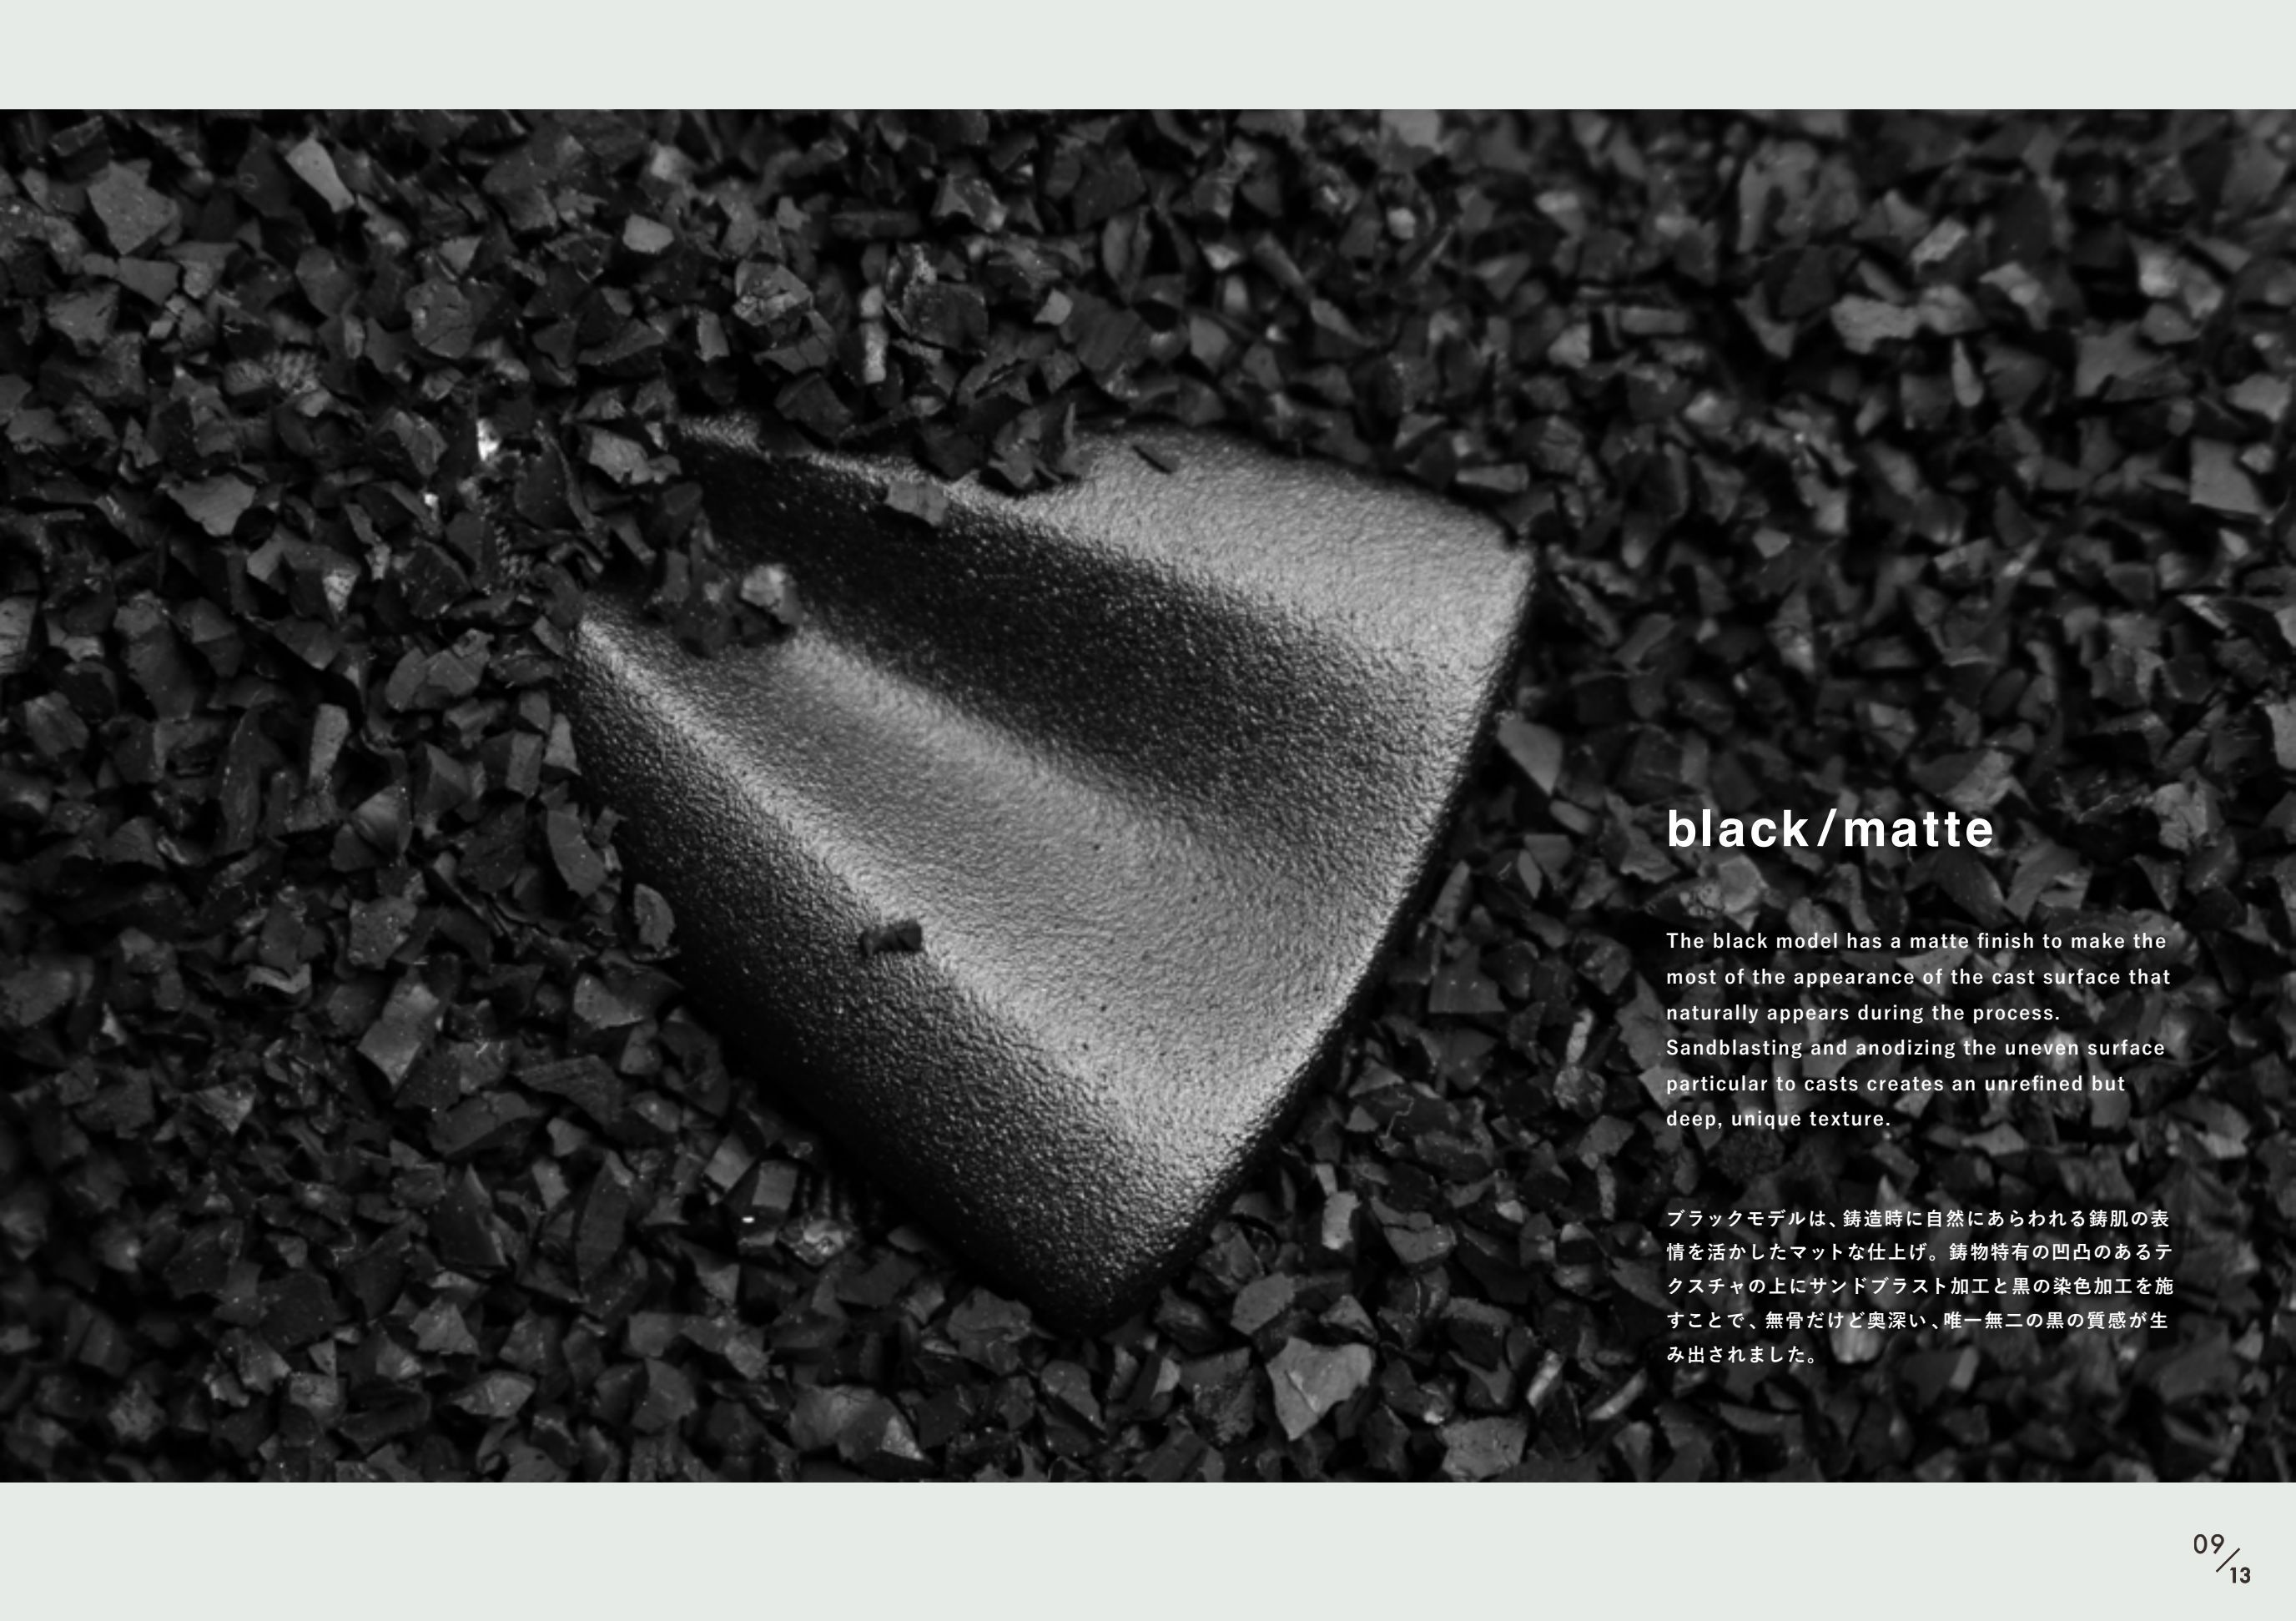 black/matte
The black model has a matte finish to make the
most of the appearance of the cast surface that
naturally appears during the process.
Sandblasting and anodizing the uneven surface
particular to casts creates an unrefined but
deep, unique texture.
ブラックモデルは、鋳造時に自然にあらわれる鋳肌の表
情を活かしたマットな仕上げ。鋳物特有の凹凸のあるテ
クスチャの上にサンドブラスト加工と黒の染色加工を施
すことで、無骨だけど奥深い、唯一無二の黒の質感が生
み出されました。
09/13